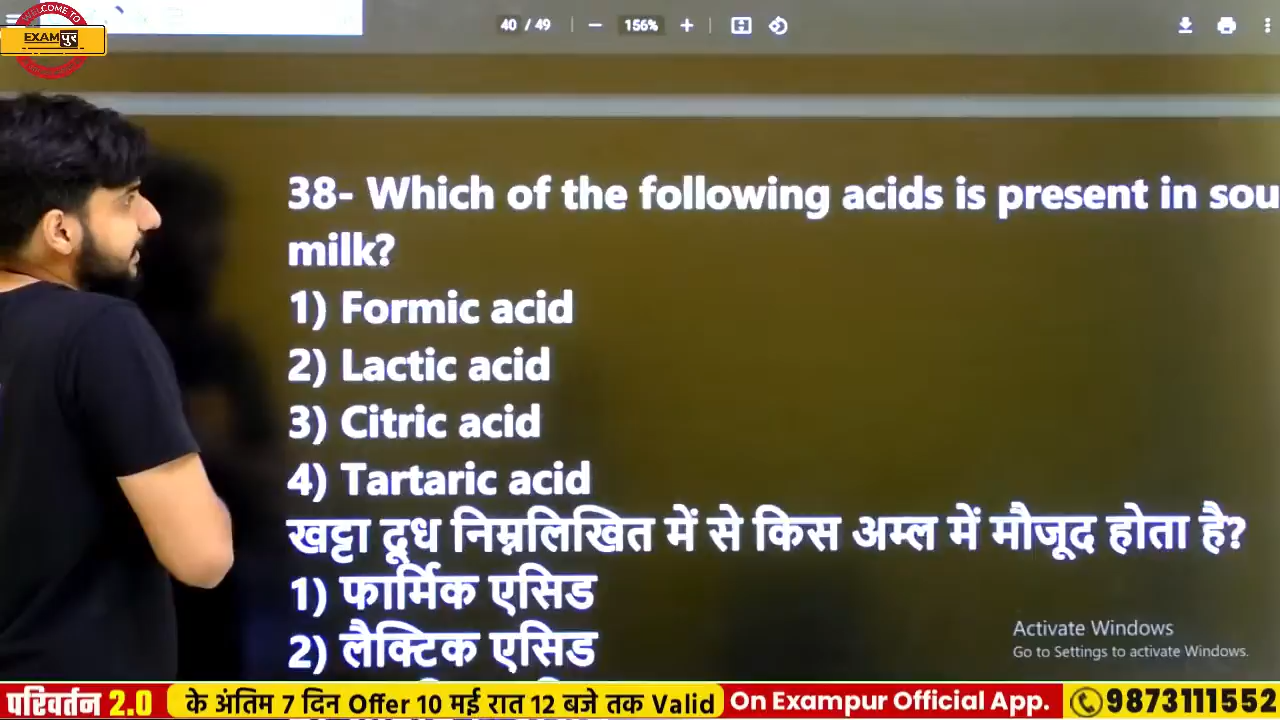 WELCOME TO
EXAMपुर
40 / 49
156%
38- Which of the following acids is present in sou
milk?
1) Formic acid
2) Lactic acid
3) Citric acid
4) Tartaric acid
खट्टा दूध निम्नलिखित में से किस अम्ल में मौजूद होता है?
1) फार्मिक एसिड
2) लैक्टिक एसिड
Activate Windows
Go to Settings to activate Windows.
परिवर्तन 2.0 के अंतिम 7 दिन Offer 10 मई रात 12 बजे तक Valid On Exampur Official App. 9873111552